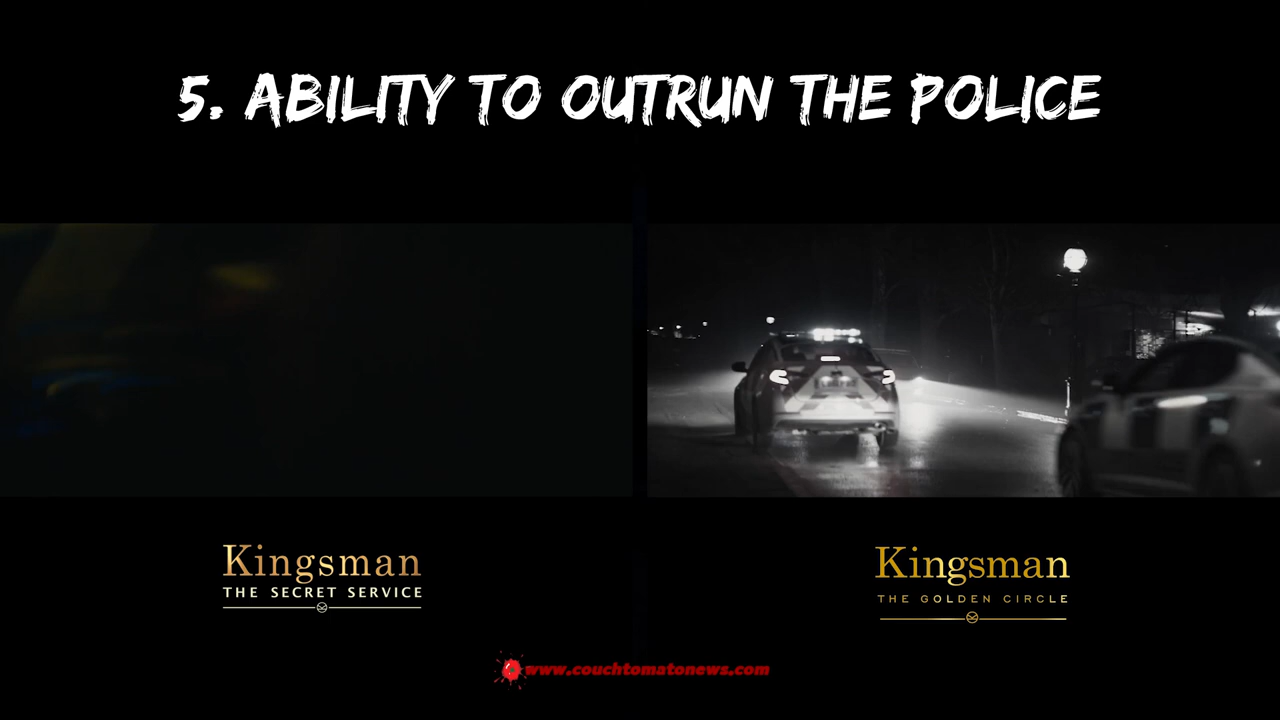 5. ABILITY TO OUTRUN THE POLICE
Kingsman
THE SECRET SERVICE
Kingsman
THE GOLDEN CIRCLE
www.couchtomatonews.com